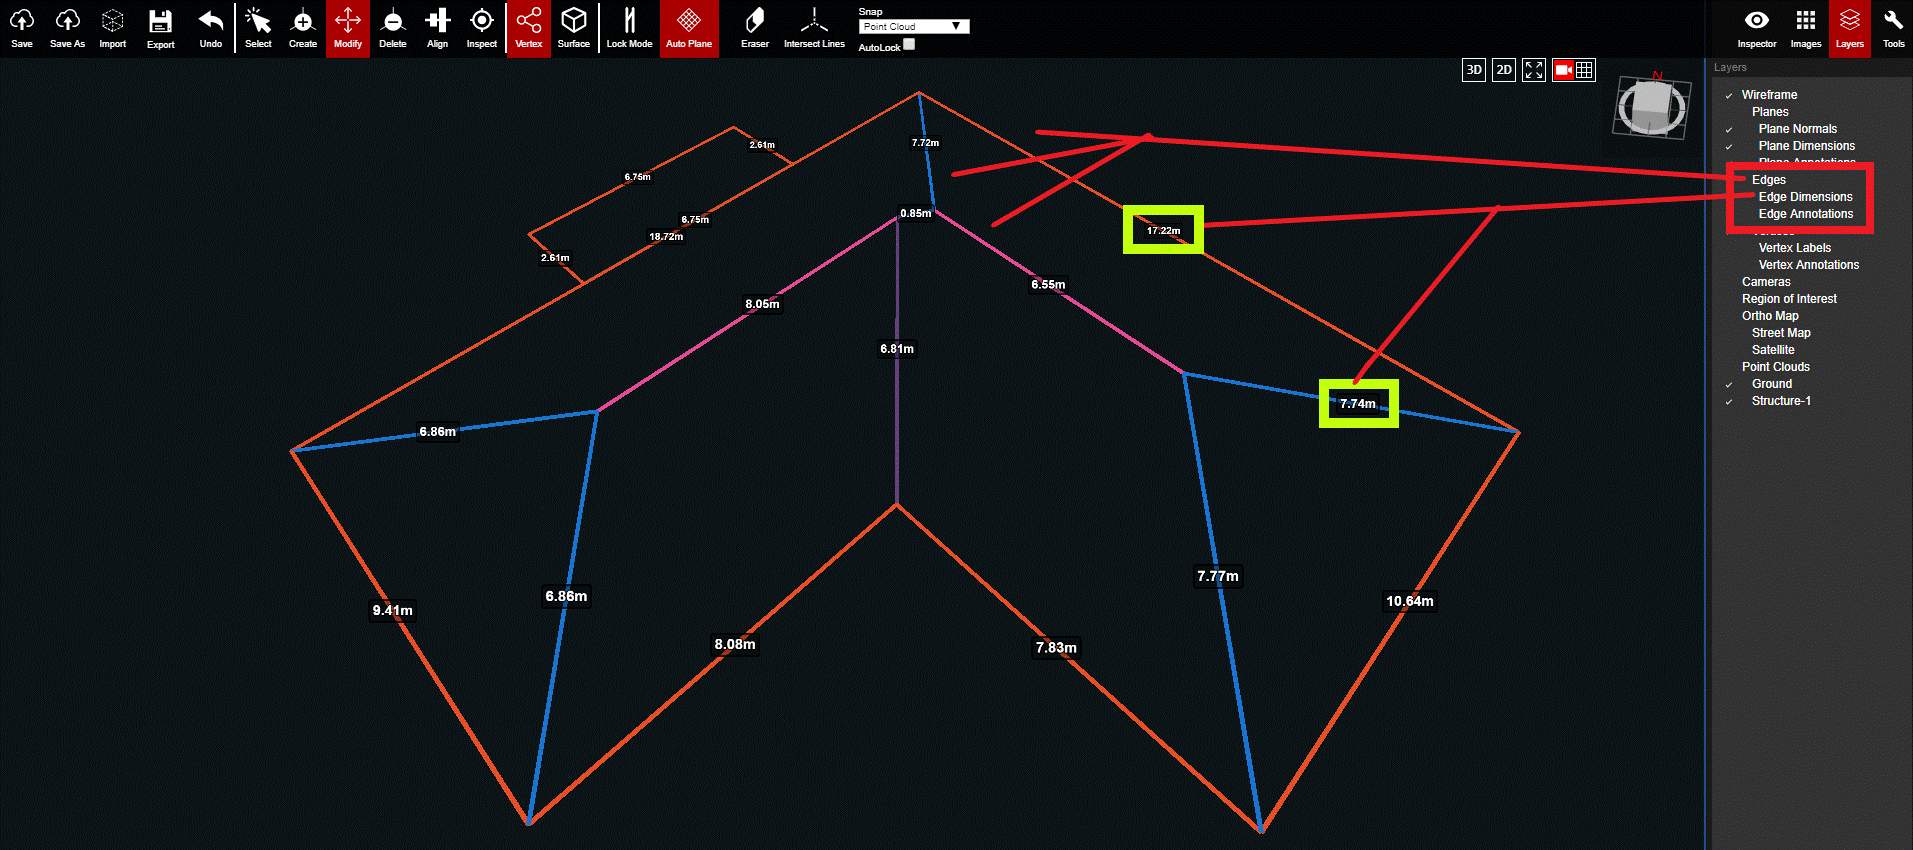 Save Save As Import Export Undo Select Create Modify Delete Align Inspect Vertex Surface Lock Mode Auto Plane Eraser Intersect Lines
Snap
Point Cloud
AutoLock
Inspector Images Layers Tools
3D 2D
N
Layers
Wireframe
Planes
Plane Normals
Plane Dimensions
Plane Annotations
Edges
Edge Dimensions
Edge Annotations
Vertices
Vertex Labels
Vertex Annotations
Cameras
Region of Interest
Ortho Map
Street Map
Satellite
Point Clouds
Ground
Structure-1
7.72m
2.61m
6.75m
0.85m
6.75m
17.22m
18.72m
2.61m
6.55m
8.05m
6.81m
7.74m
6.86m
7.77m
6.86m
10.64m
9.41m
8.08m
7.83m